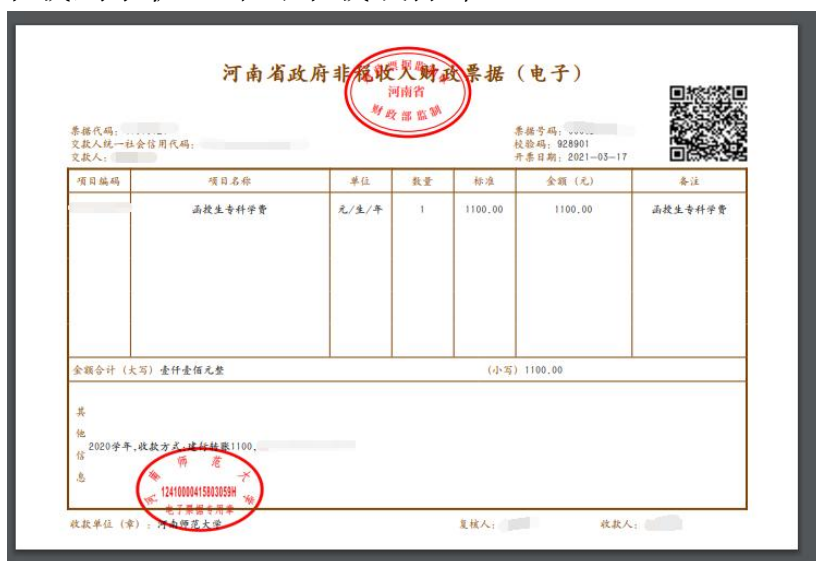 河南省政府非税收入财政票据（电子）
河南省
财政部监制
票据代码：
票据号码：
交款人统一社会信用代码：
校验码：928901
交款人：
开票日期：2021-03-17
项目编码 项目名称 单位 数量 标准 金额（元） 备注
函授生专科学费 元/生/年 1 1100.00 1100.00 函授生专科学费
金额合计（大写）壹仟壹佰元整 （小写）1100.00
其他信息
2020学年,收款方式:建行转账1100,
河南师范大学
12410000415803059H
电子票据专用章
收款单位（章）：河南师范大学 复核人： 收款人：